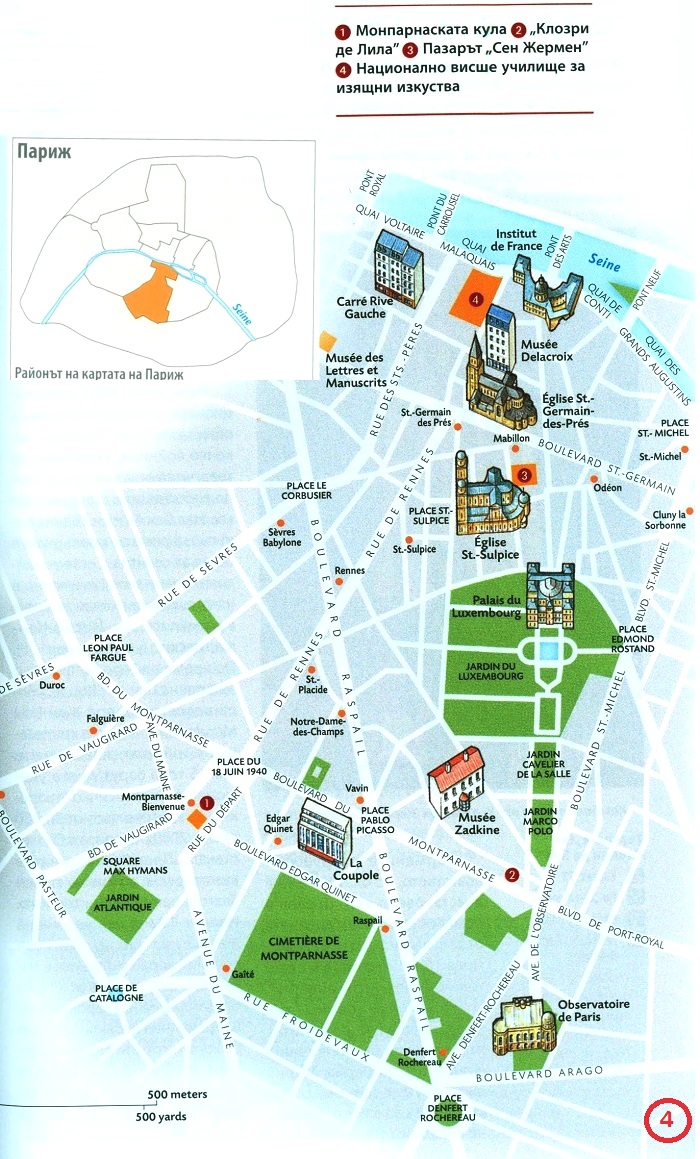 1 Монпарнаската кула 2 „Клозри
де Лила” 3 Пазарът „Сен Жермен”
4 Национално висше училище за
изящни изкуства
Париж
Seine
Районът на картата на Париж
PONT
ROYAL
QUAI VOLTAIRE
PONT DU
CARROUSEL
QUAI
MALAQUAIS
Institut
de France
PONT
DES ARTS
Seine
QUAI DE
CONTI
PONT NEUF
QUAI DES
GRANDS AUGUSTINS
Carré Rive
Gauche
4
Musée
Delacroix
Musée des
Lettres et
Manuscrits
RUE DES STS.-PÈRES
Église St.-
Germain-
des-Prés
St.-Germain
des Prés
Mabillon
PLACE
ST.-MICHEL
St.-Michel
BOULEVARD ST.-GERMAIN
3
Odéon
PLACE LE
CORBUSIER
RUE DE RENNES
PLACE ST.-
SULPICE
Cluny la
Sorbonne
Sèvres
Babylone
St.-Sulpice
Église
St.-Sulpice
RUE DE SÈVRES
Rennes
BOULEVARD RASPAIL
BLVD. ST.-MICHEL
Palais du
Luxembourg
PLACE
EDMOND
ROSTAND
PLACE
LEON PAUL
FARGUE
JARDIN DU
LUXEMBOURG
DE SÈVRES
Duroc
RUE DE RENNES
St.-
Placide
BD. DU MONTPARNASSE
Falguière
Notre-Dame-
des-Champs
RUE DE VAUGIRARD
AVE. DU MAINE
BOULEVARD ST.-MICHEL
PLACE DU
18 JUIN 1940
JARDIN
CAVELIER
DE LA SALLE
Montparnasse-
Bienvenue
1
RUE DU DÉPART
BOULEVARD DU
Vavin
PLACE
PABLO
PICASSO
Musée
Zadkine
JARDIN
MARCO
POLO
Edgar
Quinet
BD DE VAUGIRARD
BOULEVARD PASTEUR
SQUARE
MAX HYMANS
BOULEVARD EDGAR QUINET
La
Coupole
MONTPARNASSE
2
JARDIN
ATLANTIQUE
BOULEVARD RASPAIL
AVE. DE L'OBSERVATOIRE
BLVD. DE PORT-ROYAL
AVENUE DU MAINE
Raspail
CIMETIÈRE DE
MONTPARNASSE
Gaîté
PLACE DE
CATALOGNE
RUE FROIDEVAUX
AVE. DENFERT-ROCHEREAU
Observatoire
de Paris
Denfert
Rochereau
BOULEVARD ARAGO
500 meters
500 yards
PLACE
DENFERT
ROCHEREAU
4